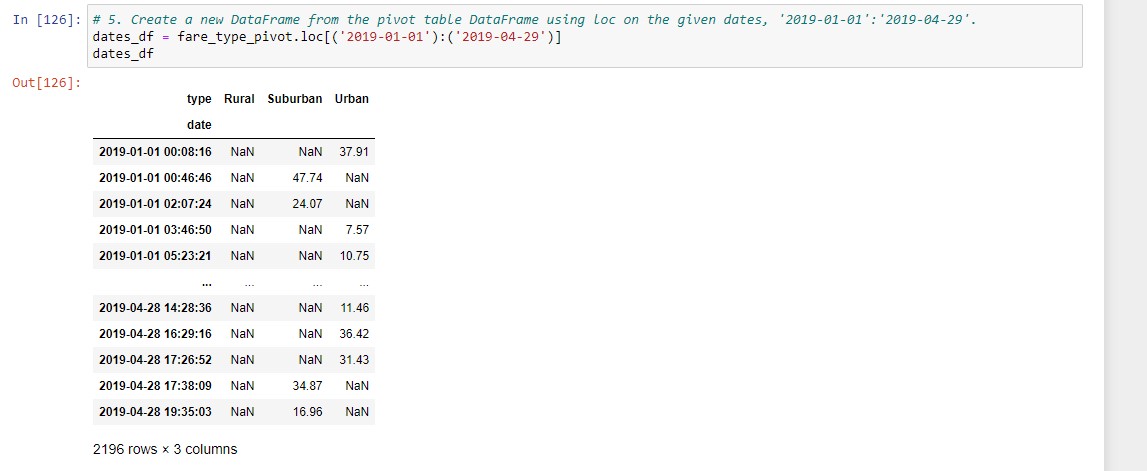 In [126]: # 5. Create a new DataFrame from the pivot table DataFrame using loc on the given dates, '2019-01-01':'2019-04-29'.
dates_df = fare_type_pivot.loc[('2019-01-01'):('2019-04-29')]
dates_df
Out[126]:
type Rural Suburban Urban
date
2019-01-01 00:08:16 NaN NaN 37.91
2019-01-01 00:46:46 NaN 47.74 NaN
2019-01-01 02:07:24 NaN 24.07 NaN
2019-01-01 03:46:50 NaN NaN 7.57
2019-01-01 05:23:21 NaN NaN 10.75
... ... ... ...
2019-04-28 14:28:36 NaN NaN 11.46
2019-04-28 16:29:16 NaN NaN 36.42
2019-04-28 17:26:52 NaN NaN 31.43
2019-04-28 17:38:09 NaN 34.87 NaN
2019-04-28 19:35:03 NaN 16.96 NaN
2196 rows × 3 columns